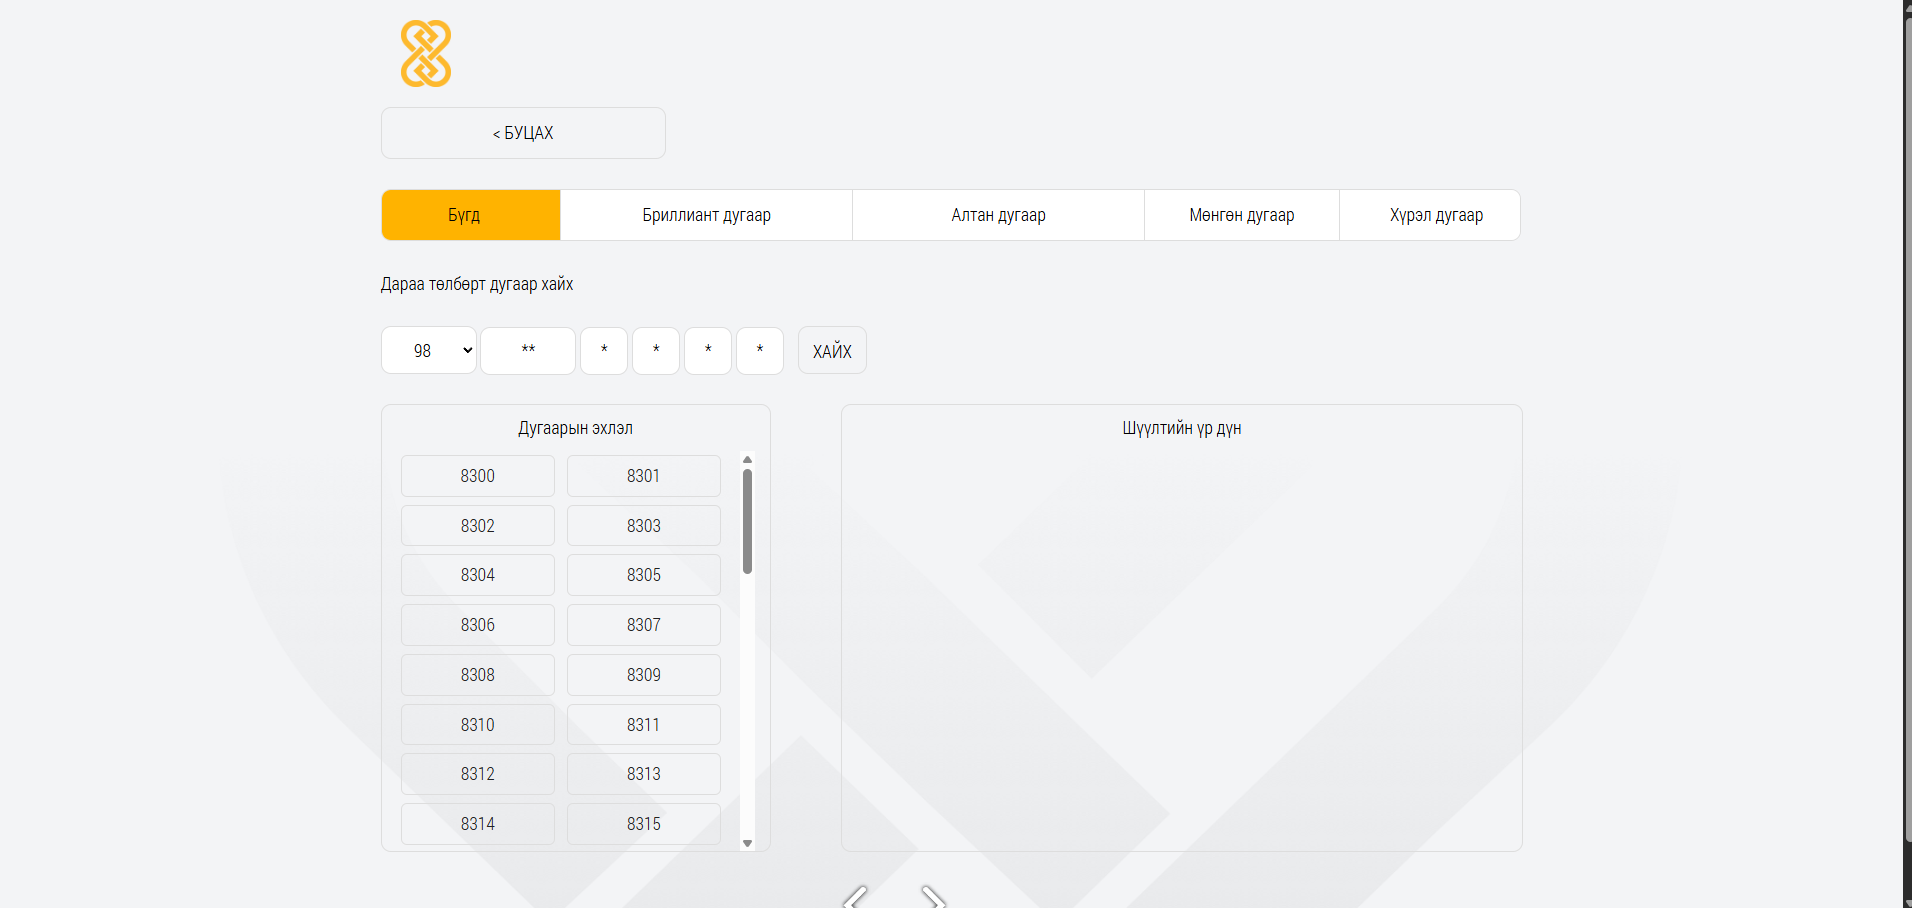 < БУЦАХ
Бүгд Бриллиант дугаар Алтан дугаар Мөнгөн дугаар Хүрэл дугаар
Дараа төлбөрт дугаар хайх
98 ** * * * * ХАЙХ
Дугаарын эхлэл
8300 8301
8302 8303
8304 8305
8306 8307
8308 8309
8310 8311
8312 8313
8314 8315
Шүүлтийн үр дүн